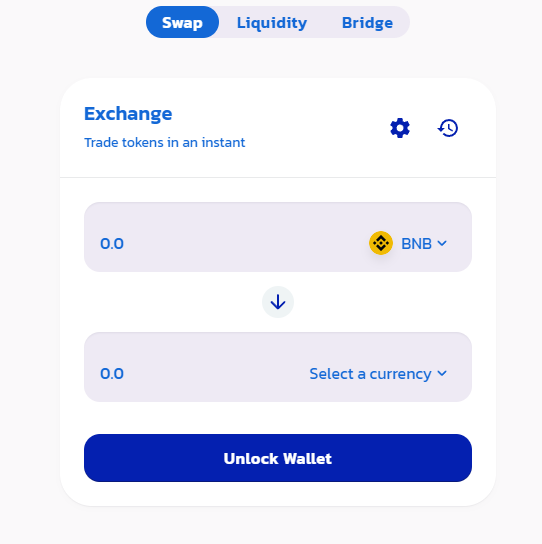 Swap Liquidity Bridge
Exchange
Trade tokens in an instant
0.0 BNB
0.0 Select a currency
Unlock Wallet